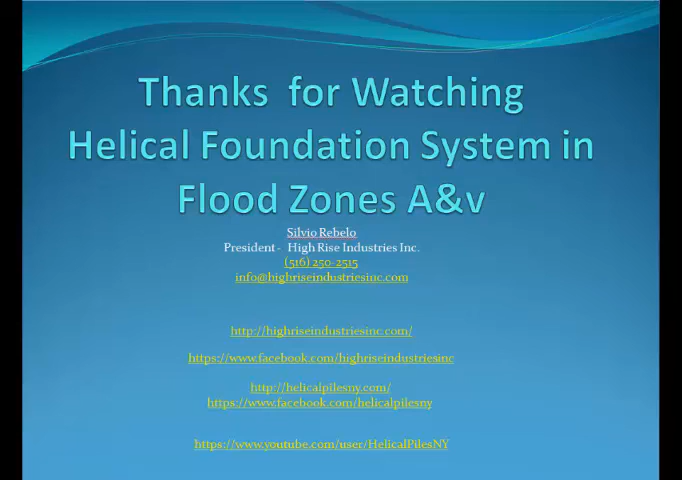 Thanks for Watching
Helical Foundation System in
Flood Zones A&v
Silvio Rebelo
President - High Rise Industries Inc.
(516) 250-2515
info@highriseindustriesinc.com
http://highriseindustriesinc.com/
https://www.facebook.com/highriseindustriesinc
http://helicalpilesny.com/
https://www.facebook.com/helicalpilesny
https://www.youtube.com/user/HelicalPilesNY